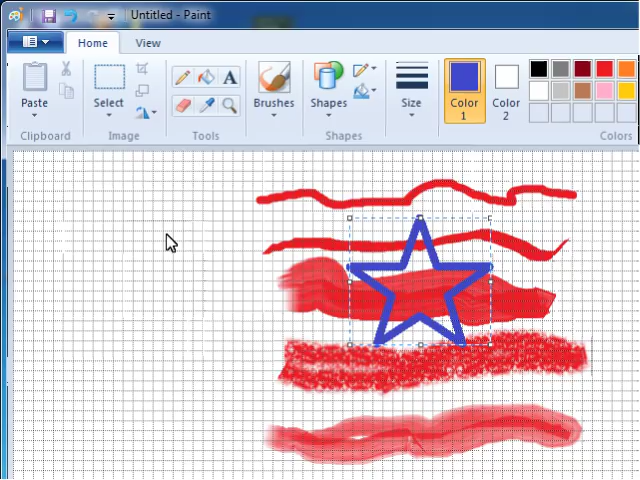 Untitled - Paint
Home View
Paste Select A Brushes Shapes Size Color 1 Color 2
Clipboard Image Tools Shapes Colors